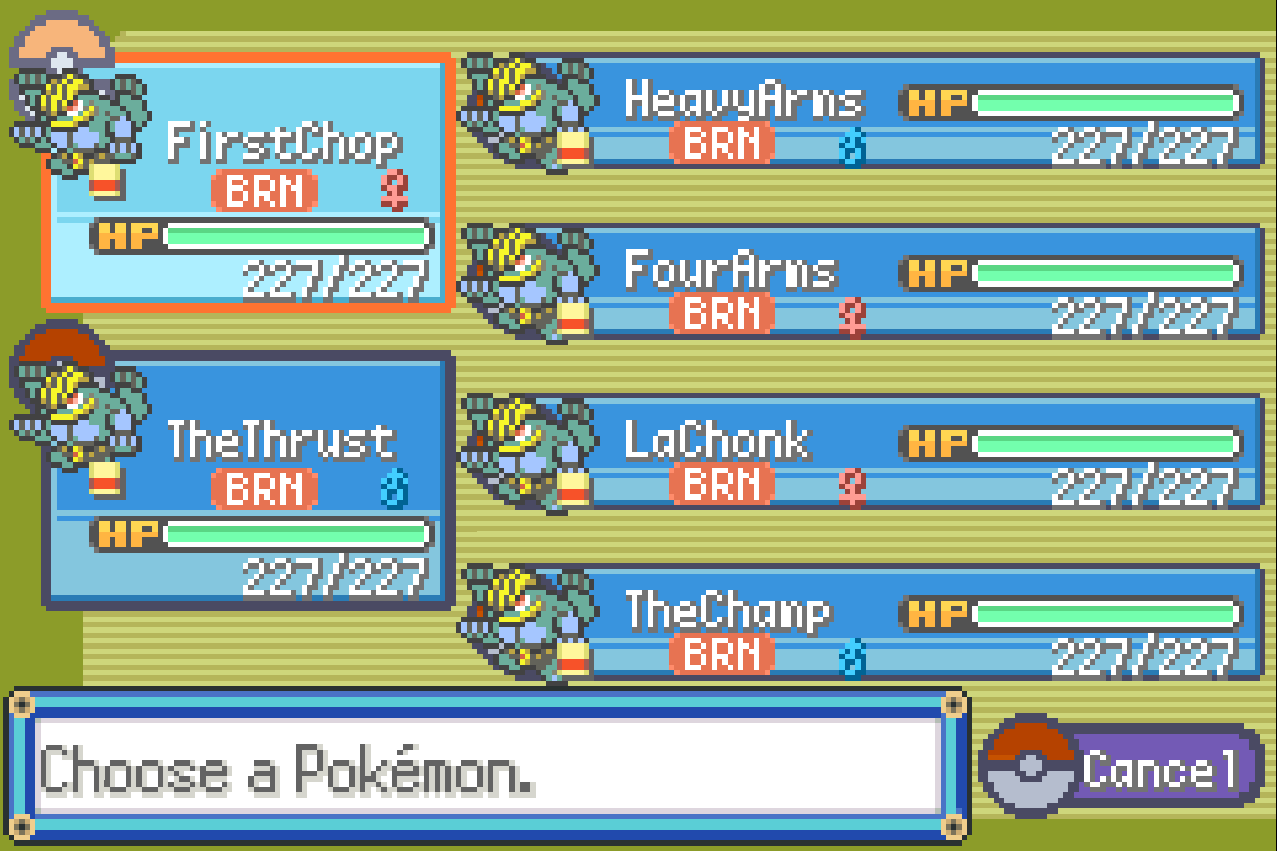 FirstChop
BRN ♀
HP
227/227
TheThrust
BRN ♂
HP
227/227
HeavyArms HP
BRN ♂ 227/227
FourArms HP
BRN ♀ 227/227
LaChonk HP
BRN ♀ 227/227
TheChamp HP
BRN ♂ 227/227
Choose a Pokémon.
Cancel